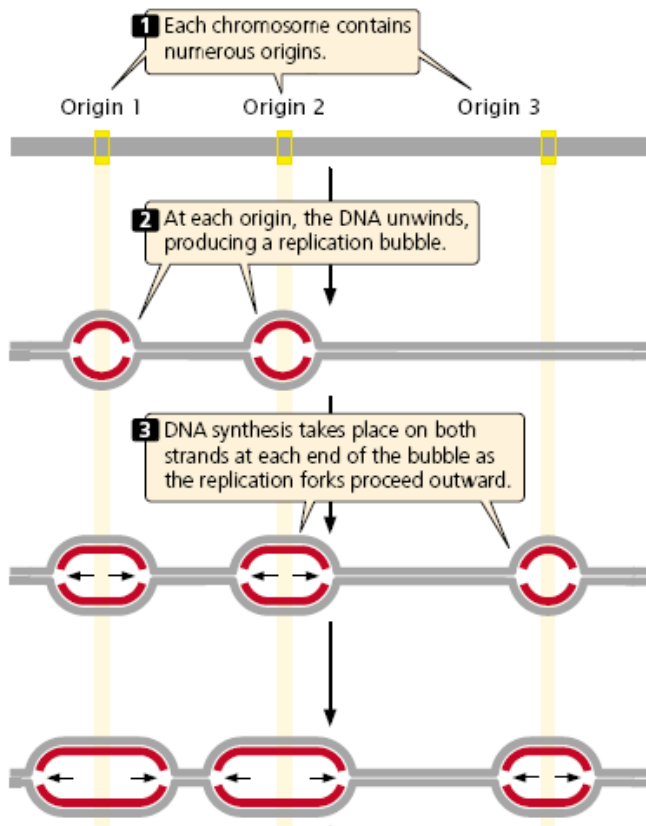 1 Each chromosome contains
numerous origins.
Origin 1 Origin 2 Origin 3
2 At each origin, the DNA unwinds,
producing a replication bubble.
3 DNA synthesis takes place on both
strands at each end of the bubble as
the replication forks proceed outward.